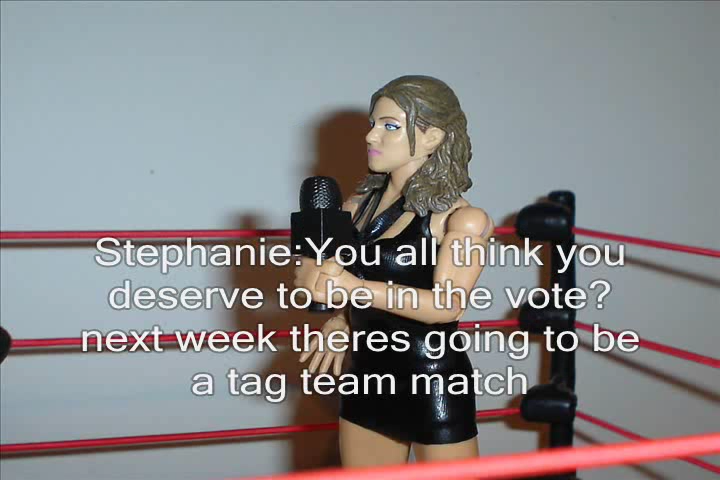 Stephanie:You all think you
deserve to be in the vote?
next week theres going to be
a tag team match